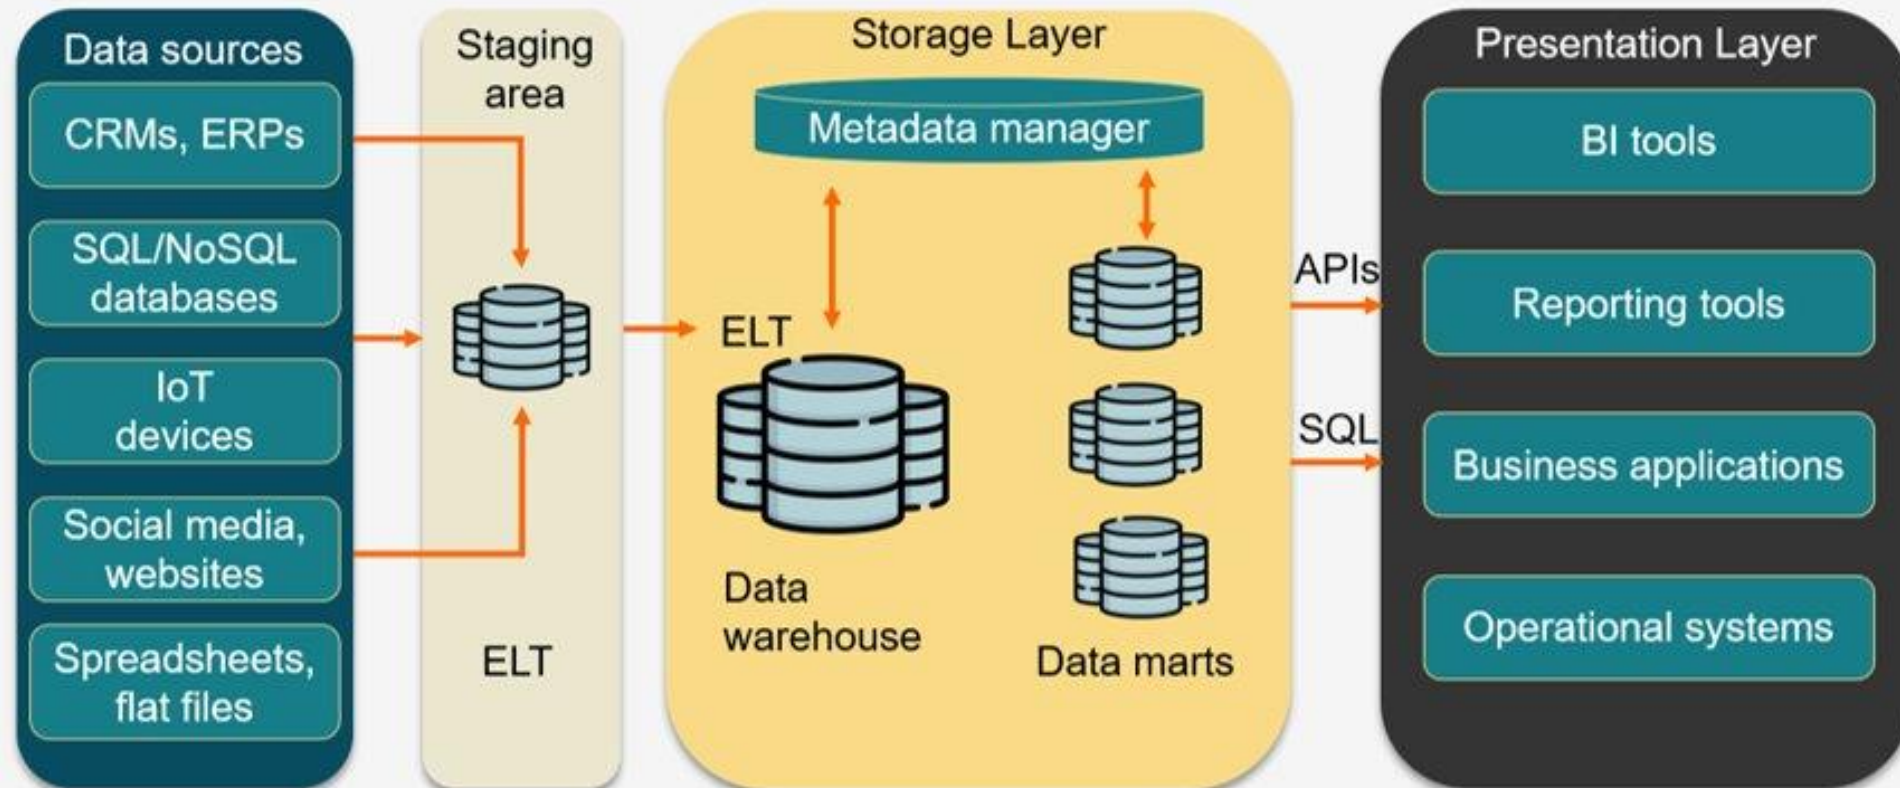 Data sources
CRMs, ERPs
SQL/NoSQL
databases
IoT
devices
Social media,
websites
Spreadsheets,
flat files
Staging
area
ELT
Storage Layer
Metadata manager
ELT
Data
warehouse
Data marts
APIs
SQL
Presentation Layer
BI tools
Reporting tools
Business applications
Operational systems